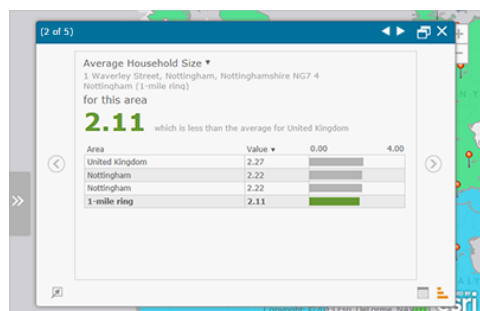 (2 of 5)
Average Household Size ▼
1 Waverley Street, Nottingham, Nottinghamshire NG7 4
Nottingham (1-mile ring)
for this area
2.11 which is less than the average for United Kingdom
Area Value ▼ 0.00 4.00
United Kingdom 2.27
Nottingham 2.22
Nottingham 2.22
1-mile ring 2.11
esri